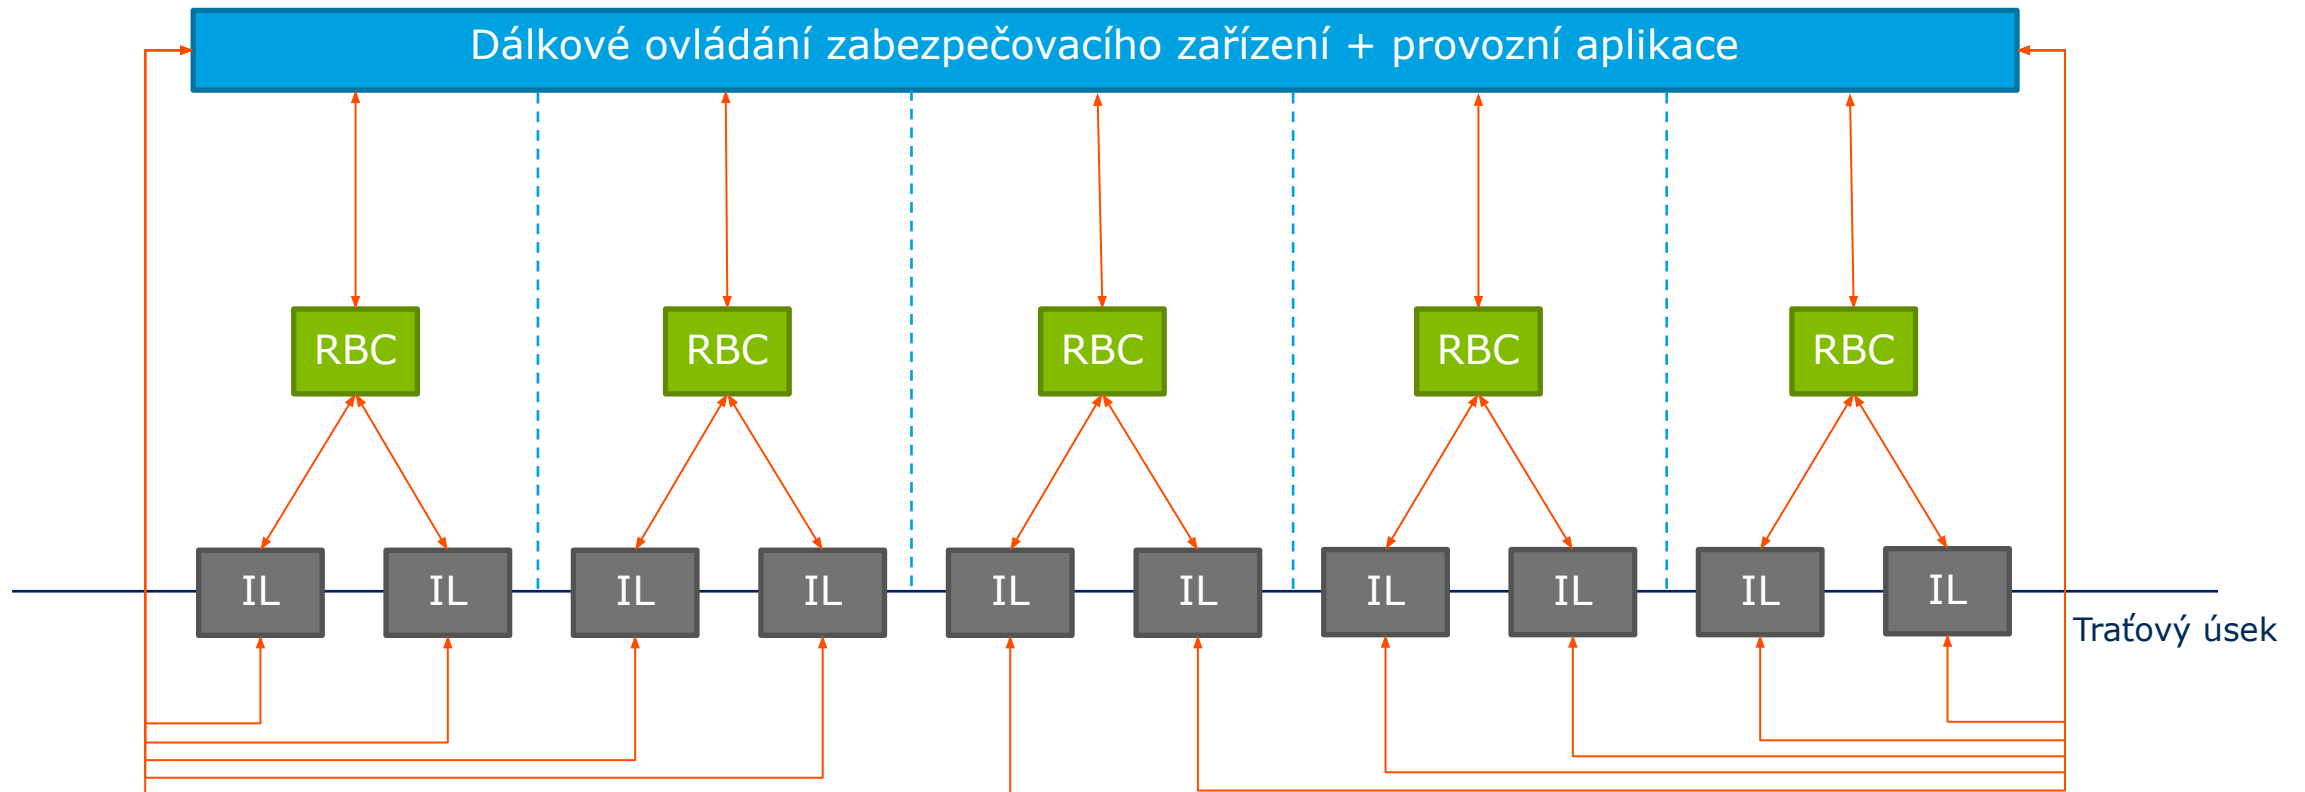 Dálkové ovládání zabezpečovacího zařízení + provozní aplikace
RBC RBC RBC RBC RBC
IL IL IL IL IL IL IL IL IL IL
Traťový úsek